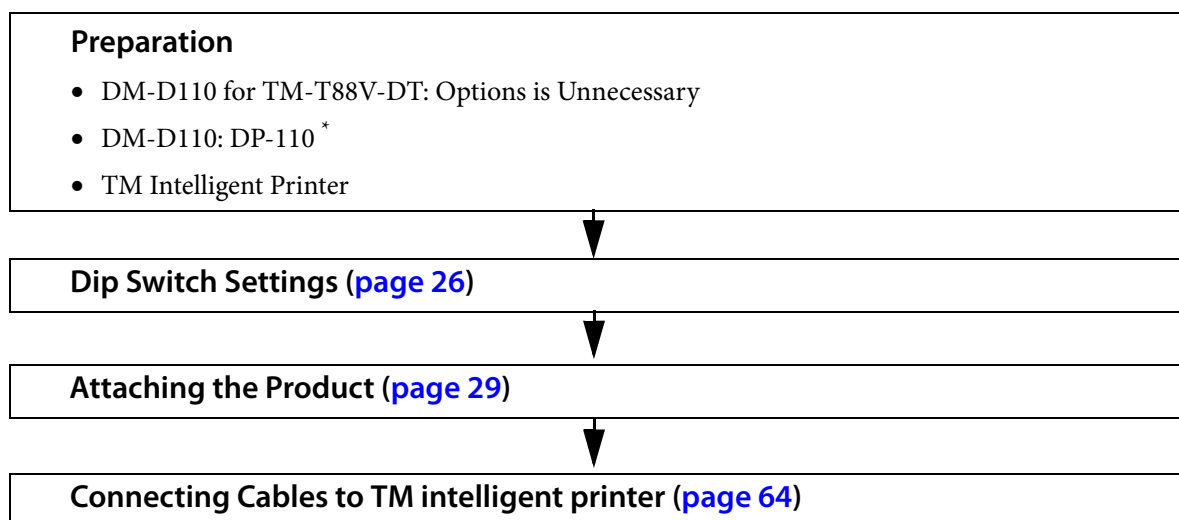 Preparation
• DM-D110 for TM-T88V-DT: Options is Unnecessary
• DM-D110: DP-110 *
• TM Intelligent Printer
Dip Switch Settings (page 26)
Attaching the Product (page 29)
Connecting Cables to TM intelligent printer (page 64)